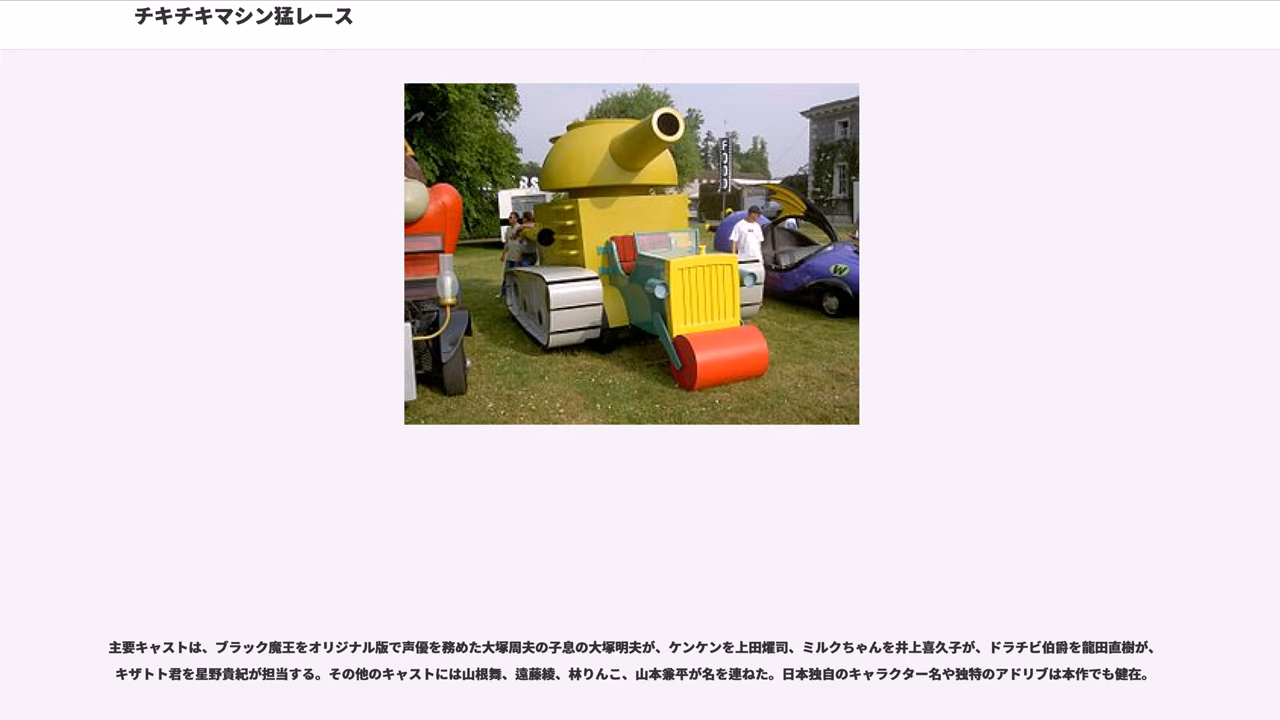 チキチキマシン猛レース
RS
FOOD
W
主要キャストは、ブラック魔王をオリジナル版で声優を務めた大塚周夫の子息の大塚明夫が、ケンケンを上田燿司、ミルクちゃんを井上喜久子が、ドラチビ伯爵を龍田直樹が、
キザトト君を星野貴紀が担当する。その他のキャストには山根舞、遠藤綾、林りんこ、山本兼平が名を連ねた。日本独自のキャラクター名や独特のアドリブは本作でも健在。